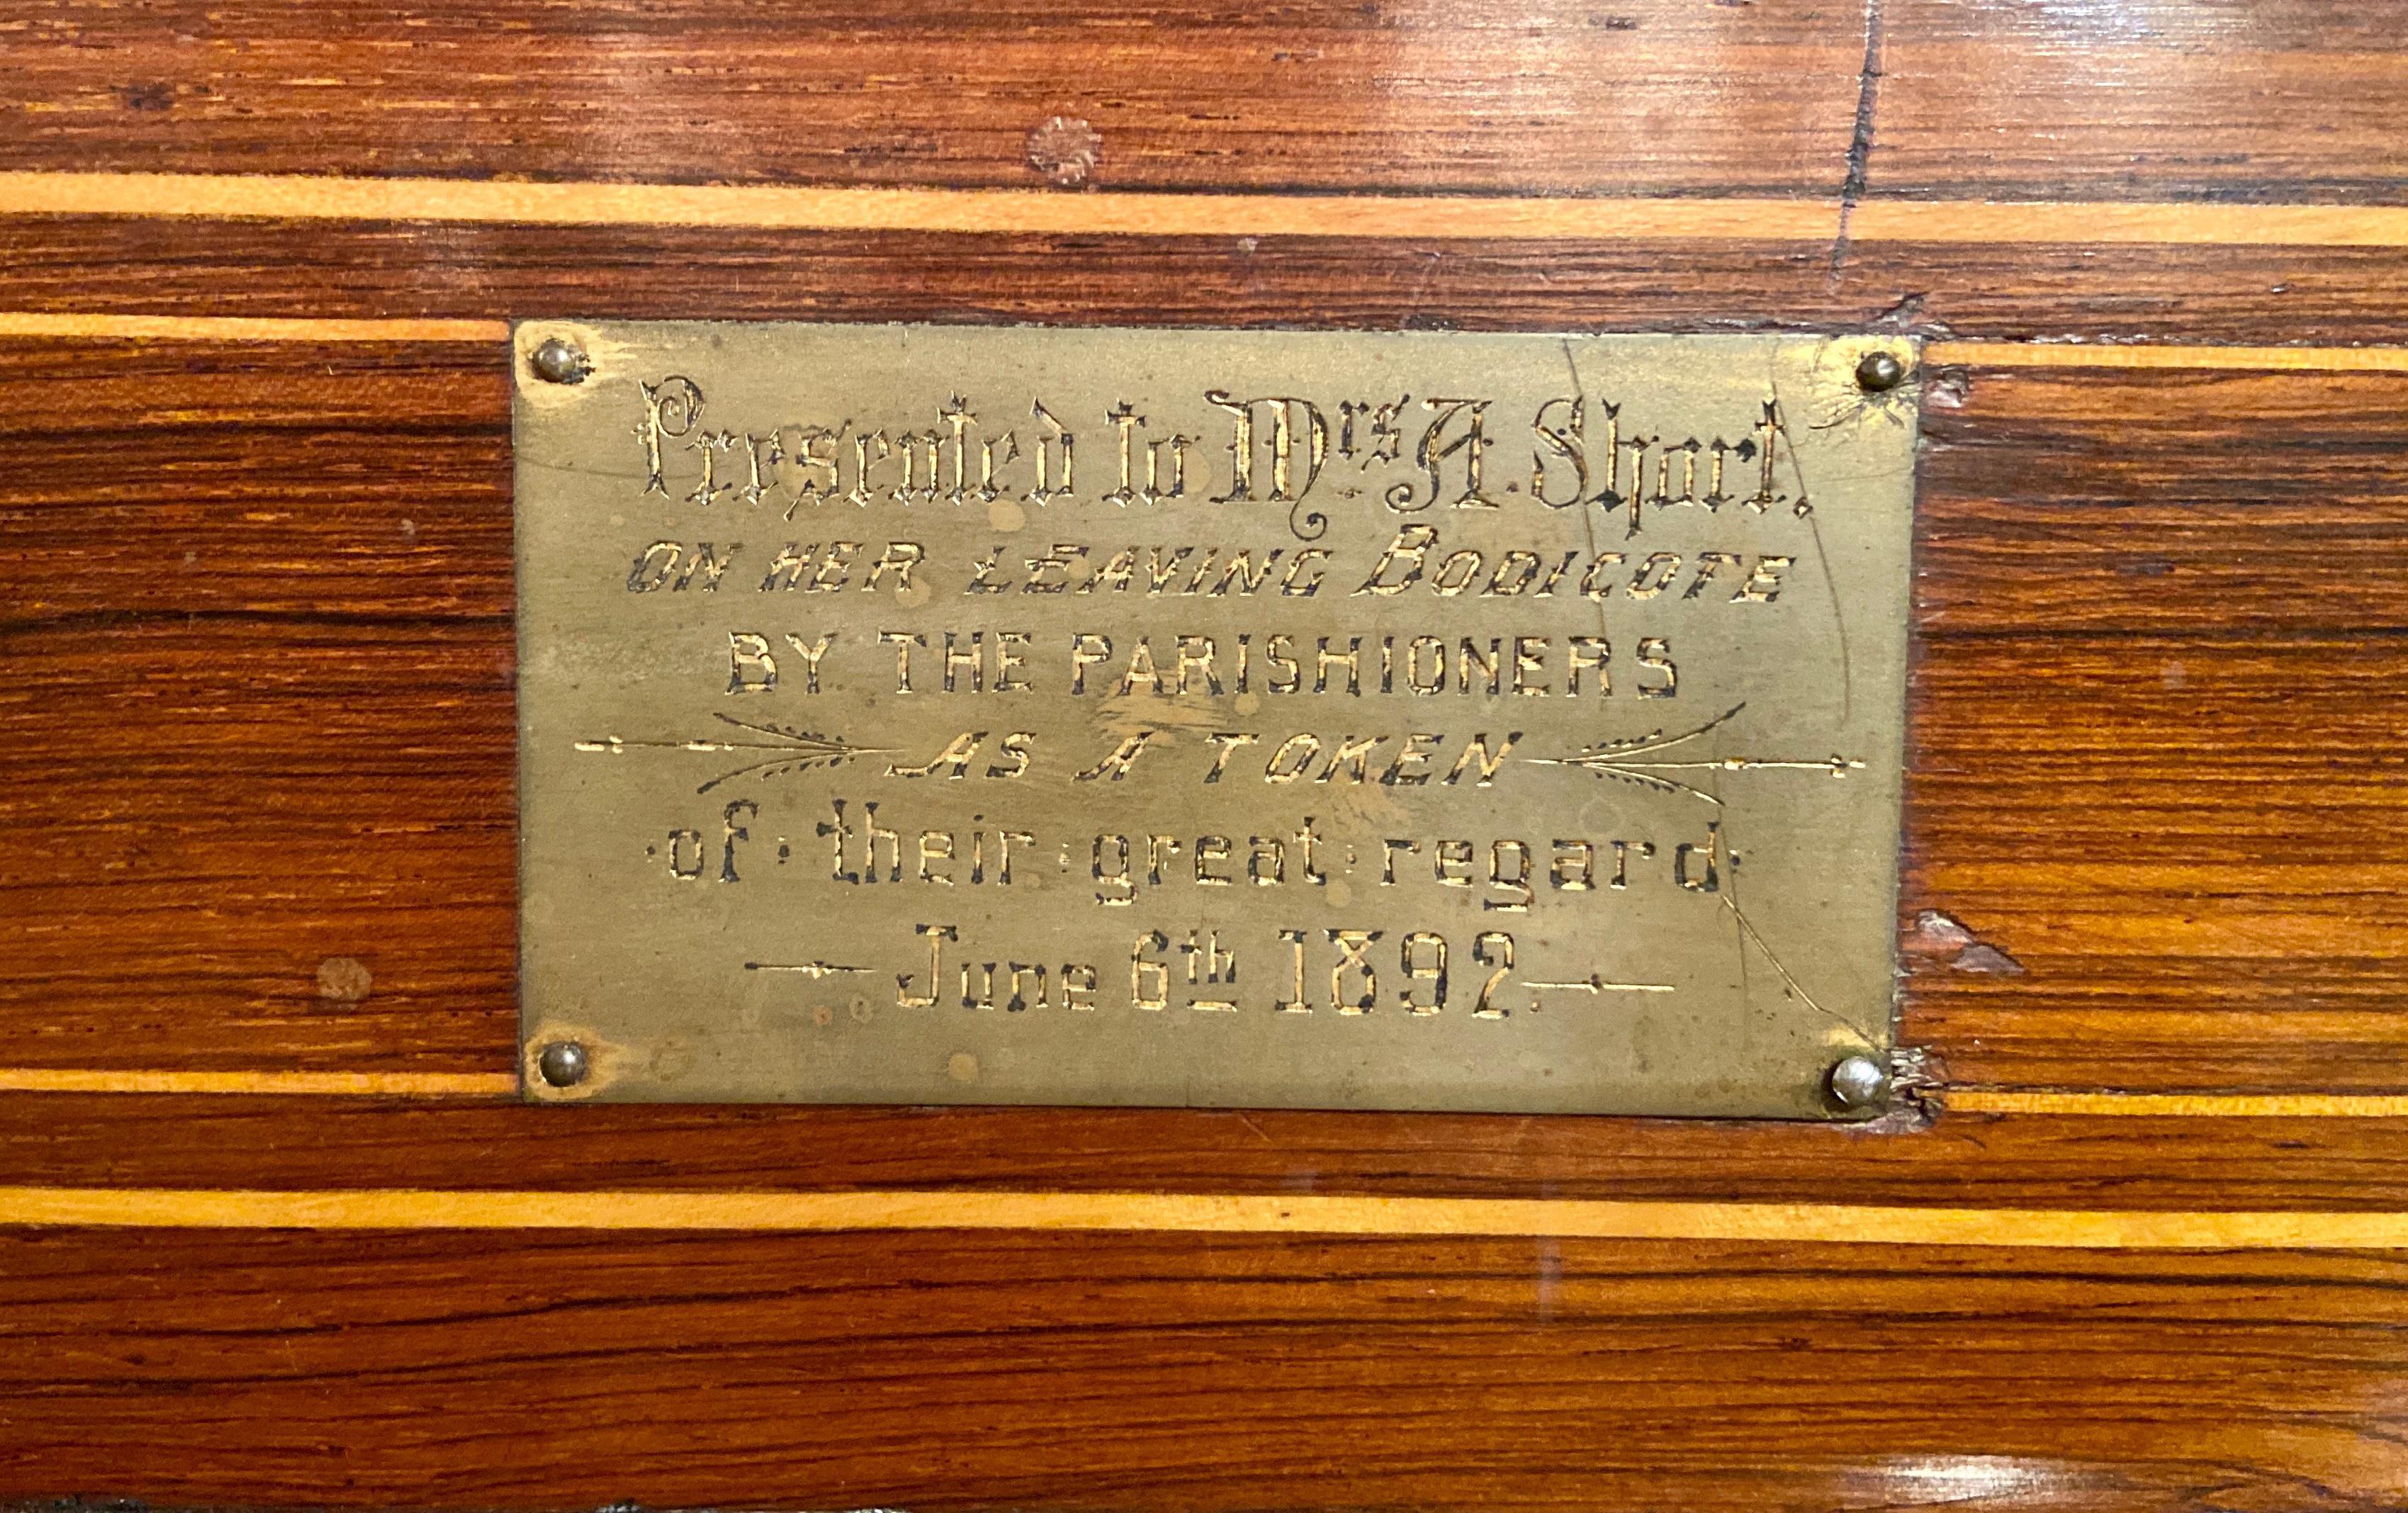 Presented to Mrs A. Short,
ON HER LEAVING BODICOTE
BY THE PARISHIONERS
AS A TOKEN
of : their : great : regard
June 6th 1892.